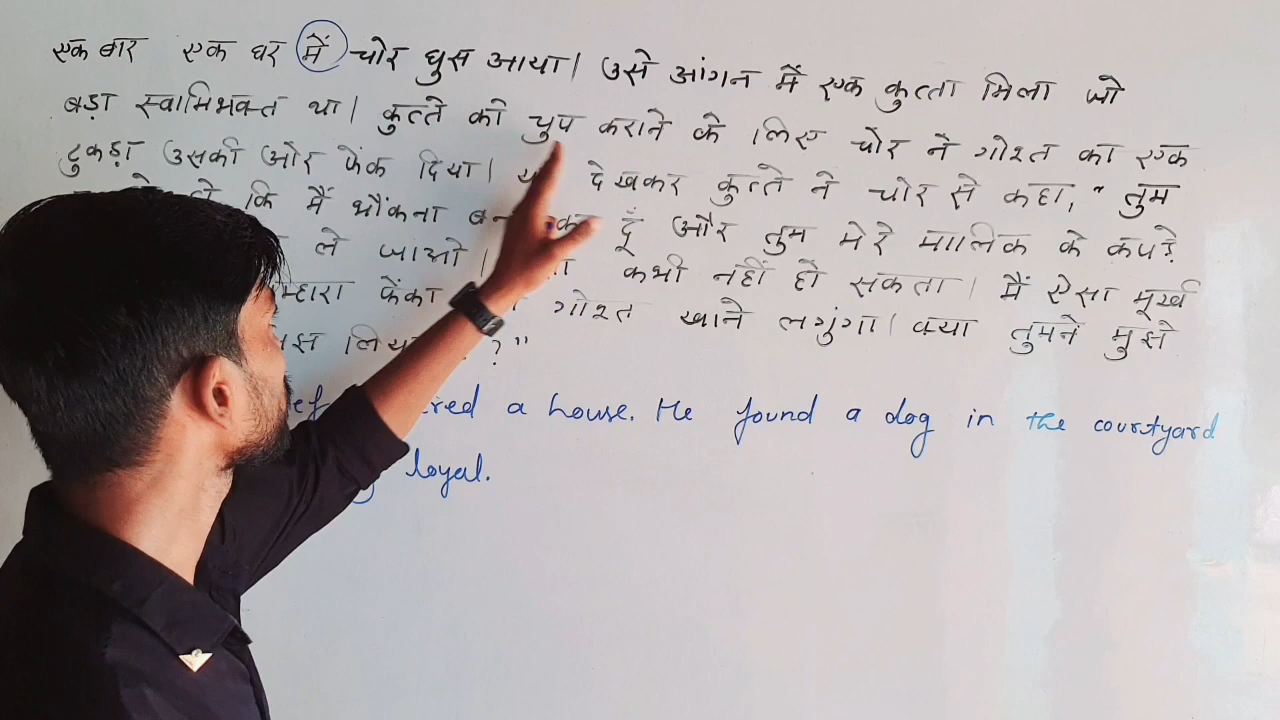 एक बार एक घर में चोर घुस आया। उसे आंगन में एक कुत्ता मिला जो
बड़ा स्वामिभक्त था। कुत्ते को चुप कराने के लिए चोर ने गोश्त का एक
टुकड़ा उसकी ओर फेंक दिया। देखकर कुत्ते ने चोर से कहा, "तुम
कि मैं भौंकना दूँ और तुम मेरे मालिक के कपड़े
ले जाओ। कभी नहीं हो सकता। मैं ऐसा मूर्ख
फेंका गोश्त खाने लगुंगा। क्या तुमने मुझे
?"
a house. He found a dog in the courtyard
loyal.